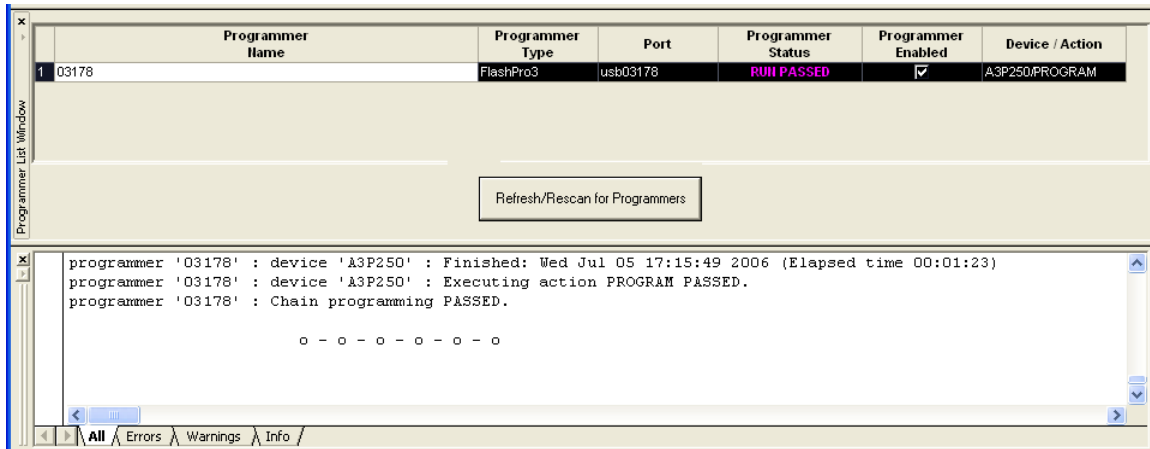 Programmer Name Programmer Type Port Programmer Status Programmer Enabled Device / Action
1 03178 FlashPro3 usb03178 RUN PASSED A3P250/PROGRAM
Programmer List Window
Refresh/Rescan for Programmers
programmer '03178' : device 'A3P250' : Finished: Wed Jul 05 17:15:49 2006 (Elapsed time 00:01:23)
programmer '03178' : device 'A3P250' : Executing action PROGRAM PASSED.
programmer '03178' : Chain programming PASSED.
o - o - o - o - o - o
All Errors Warnings Info